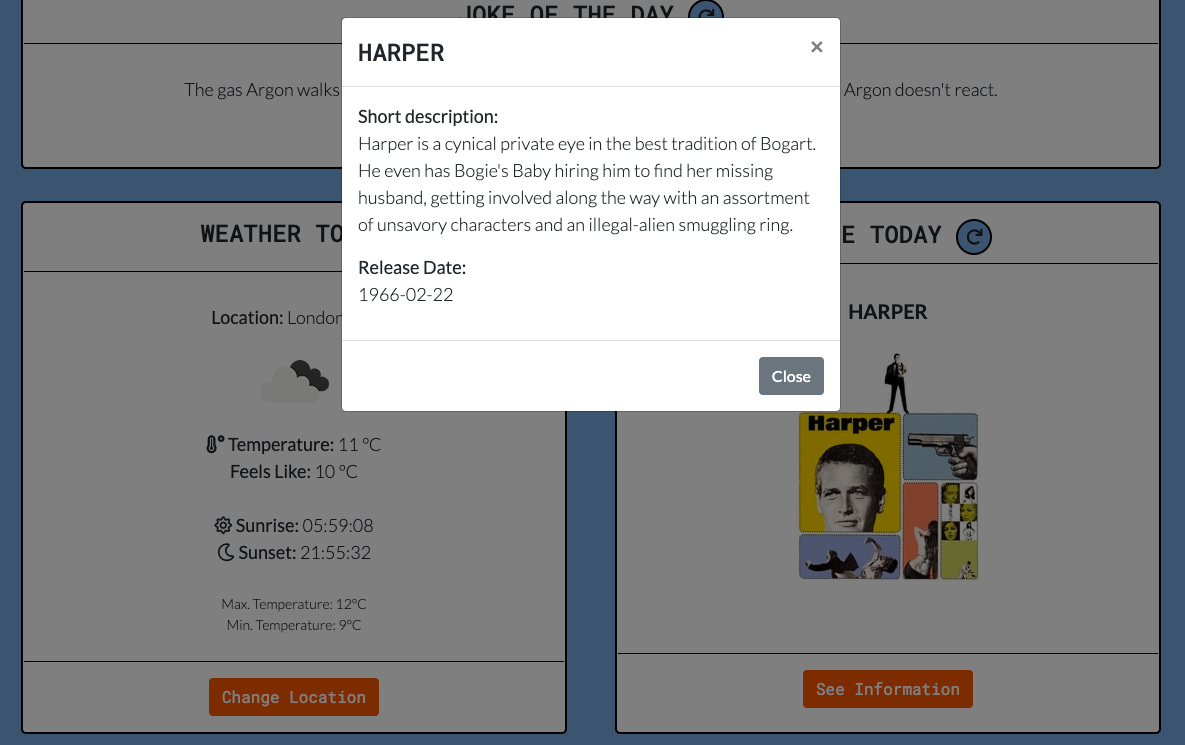 JOKE OF THE DAY
HARPER
×
The gas Argon walks
Argon doesn't react.
Short description:
Harper is a cynical private eye in the best tradition of Bogart.
He even has Bogie's Baby hiring him to find her missing
husband, getting involved along the way with an assortment
of unsavory characters and an illegal-alien smuggling ring.
Release Date:
1966-02-22
Close
WEATHER TO
Location: London
Temperature: 11 °C
Feels Like: 10 °C
Sunrise: 05:59:08
Sunset: 21:55:32
Max. Temperature: 12°C
Min. Temperature: 9°C
Change Location
E TODAY
HARPER
Harper
See Information